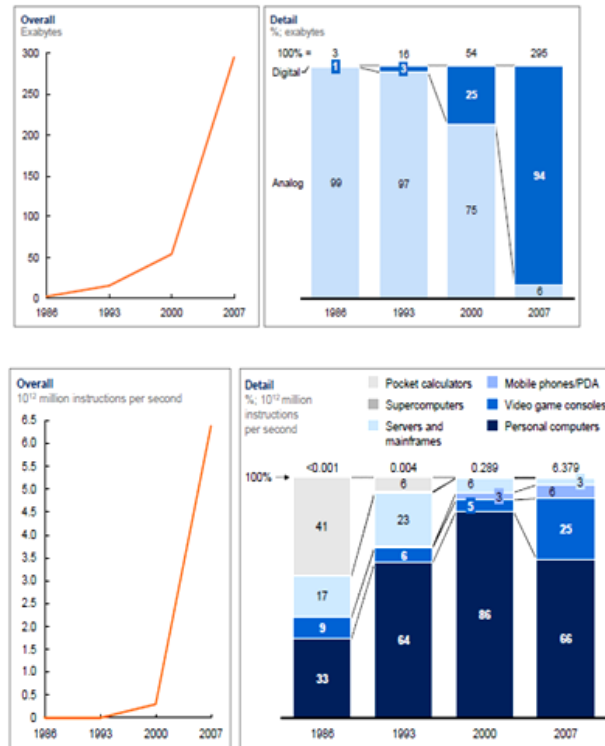 Overall
Exabytes
300
250
200
150
100
50
0
1986 1993 2000 2007
Detail
%; exabytes
100% = 3 16 54 295
Digital
1 3 25 94
Analog
99 97 75 6
1986 1993 2000 2007
Overall
10¹² million instructions per second
6.5
6.0
5.5
5.0
4.5
4.0
3.5
3.0
2.5
2.0
1.5
1.0
0.5
0
1986 1993 2000 2007
Detail
%; 10¹² million
instructions
per second
Pocket calculators
Supercomputers
Servers and
mainframes
Mobile phones/PDA
Video game consoles
Personal computers
<0.001 0.004 0.289 6.379
100%
41 6 6 3
17 23 3 6
9 6 5 25
33 64 86 66
1986 1993 2000 2007